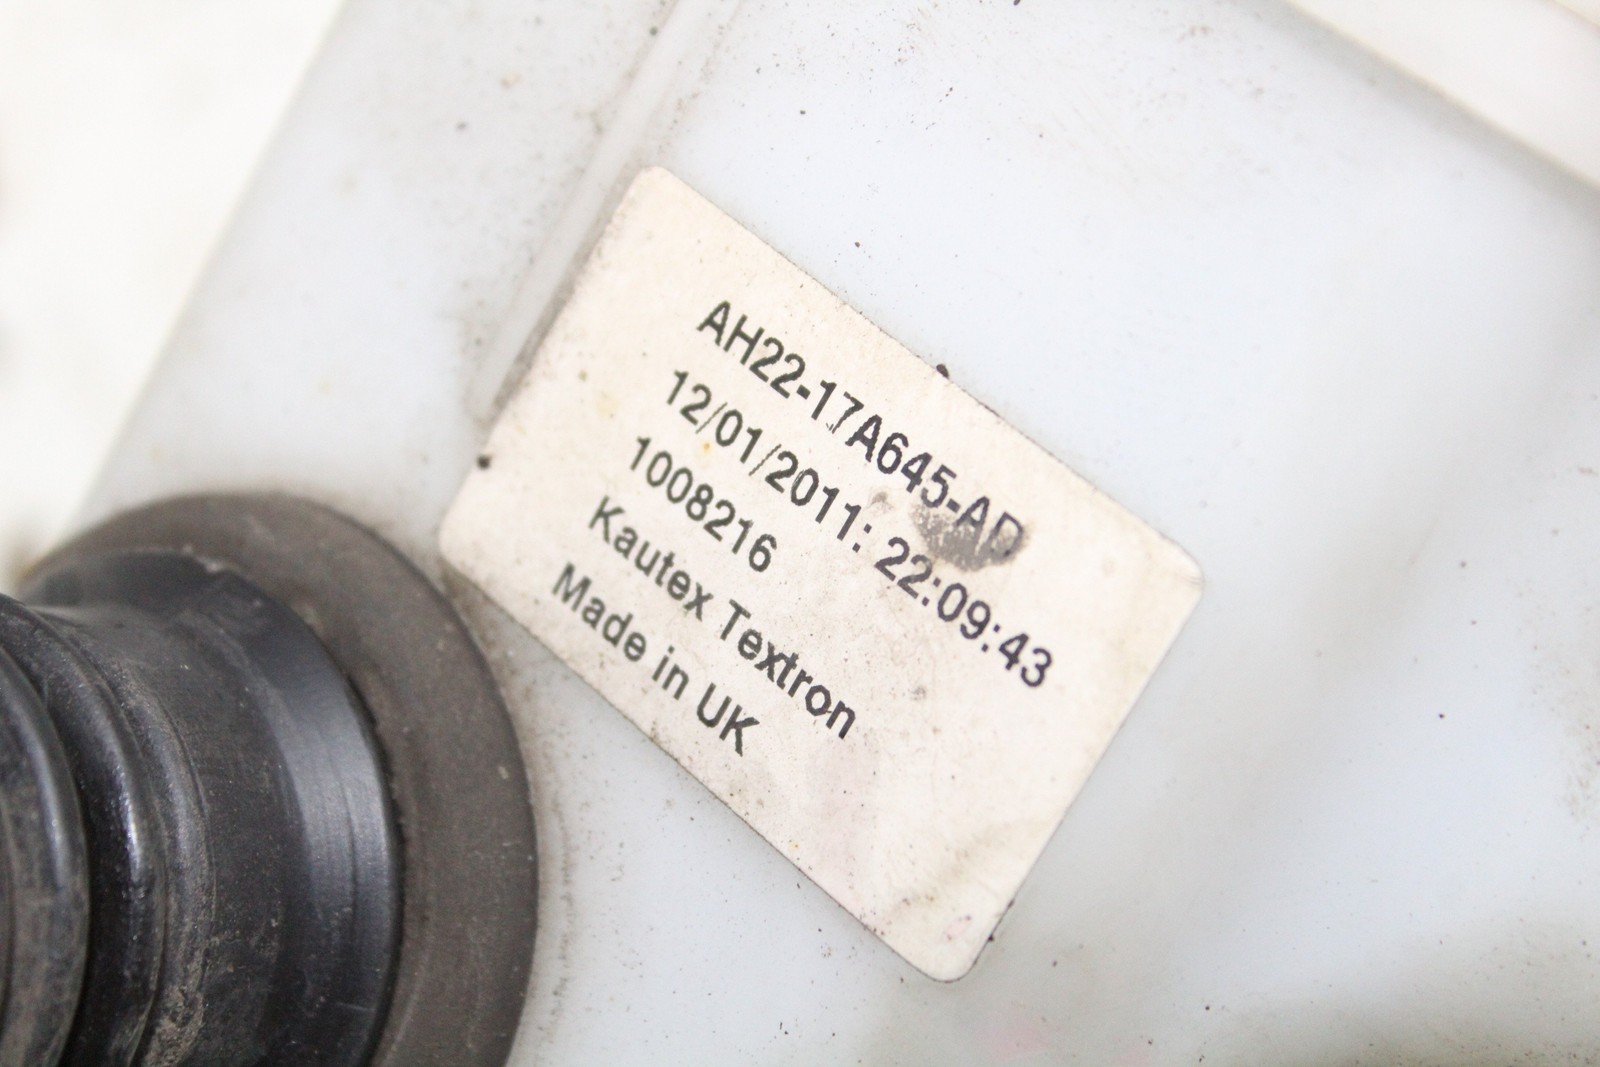 AH22-17A645-AD
12/01/2011: 22:09:43
1008216
Kautex Textron
Made in UK